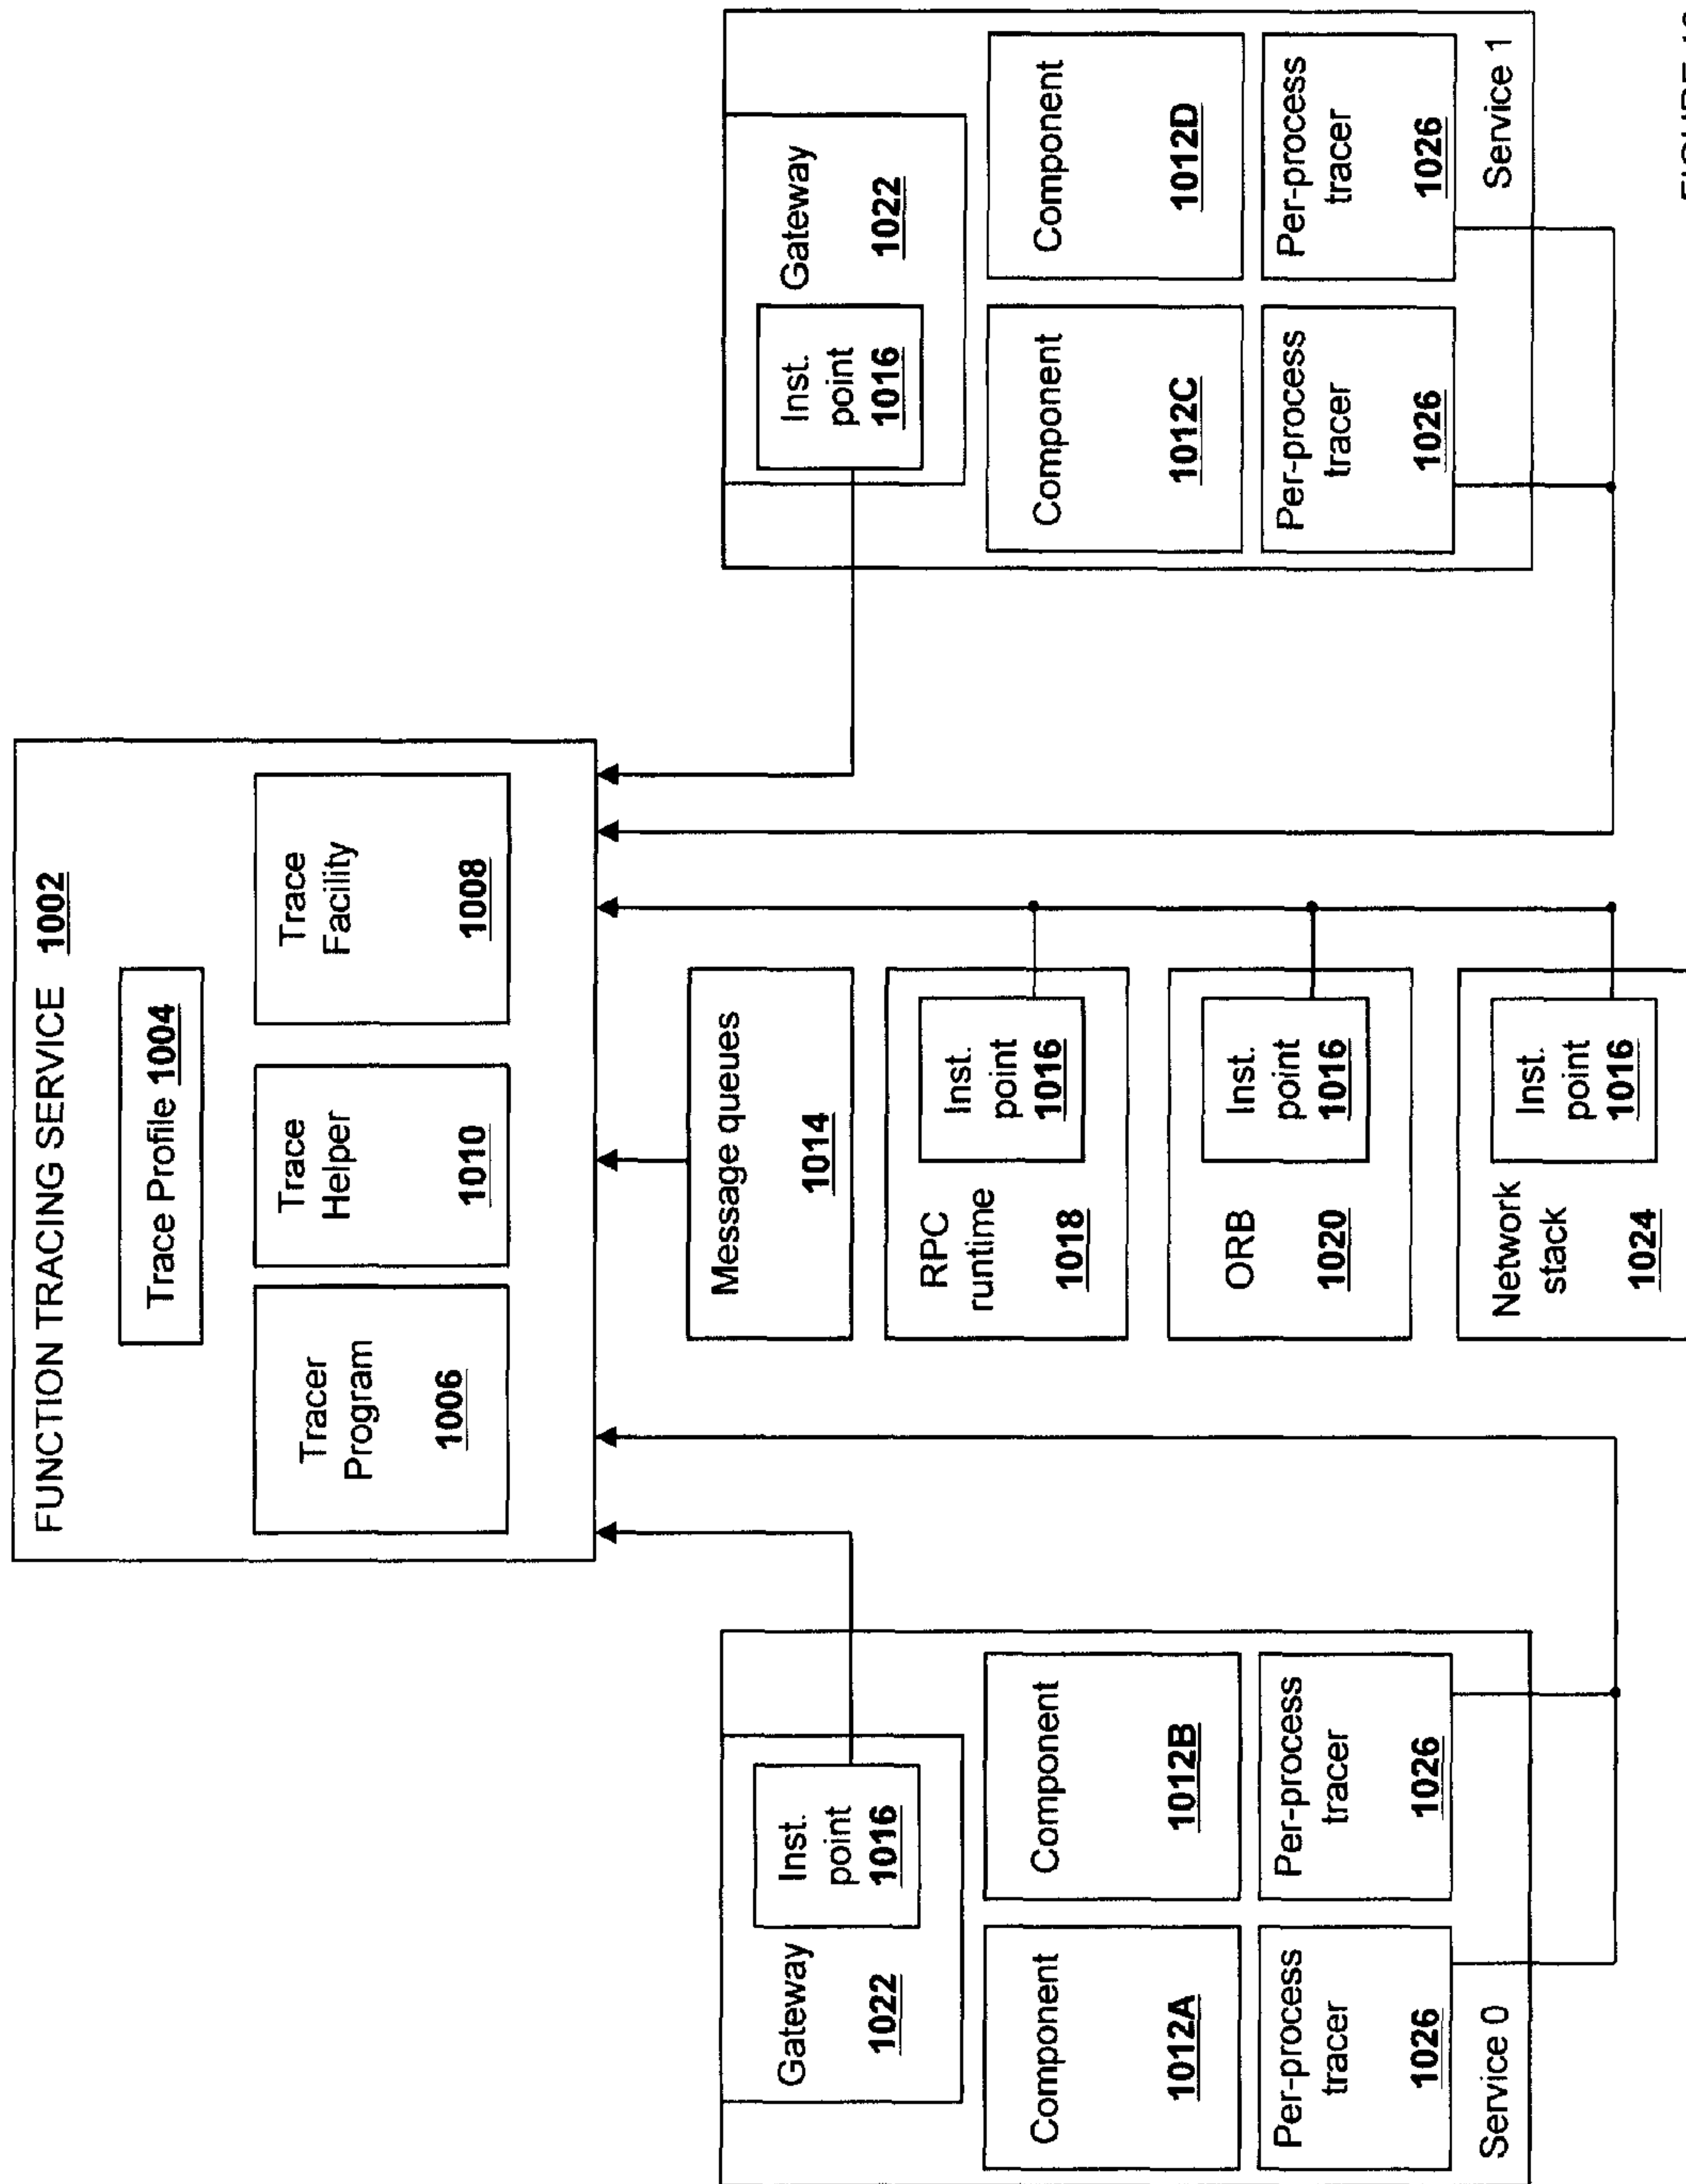 FUNCTION TRACING SERVICE 1002
Trace Profile 1004
Tracer
Program
1006
Trace
Helper
1010
Trace
Facility
1008
Gateway
1022
Inst.
point
1016
Component
1012A
Component
1012B
Per-process
tracer
1026
Per-process
tracer
1026
Service 0
Message queues
1014
RPC
runtime
1018
Inst.
point
1016
ORB
1020
Inst.
point
1016
Network
stack
1024
Inst.
point
1016
Inst.
point
1016
Gateway
1022
Component
1012C
Component
1012D
Per-process
tracer
1026
Per-process
tracer
1026
Service 1